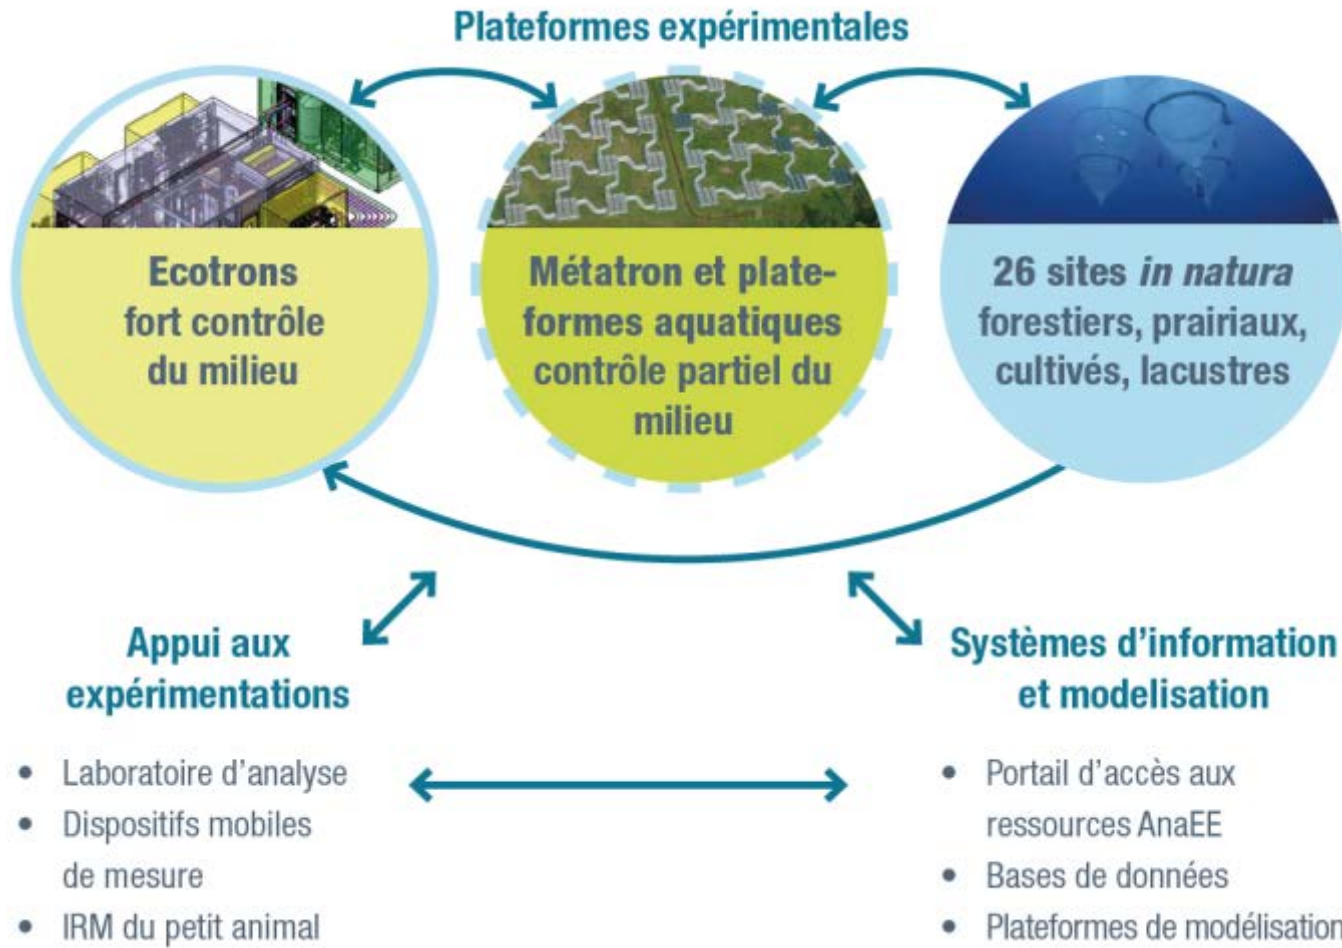 Plateformes expérimentales
Ecotrons
fort contrôle
du milieu
Métatron et plate-
formes aquatiques
contrôle partiel du
milieu
26 sites in natura
forestiers, prairiaux,
cultivés, lacustres
Appui aux
expérimentations
• Laboratoire d'analyse
• Dispositifs mobiles
de mesure
• IRM du petit animal
Systèmes d'information
et modelisation
• Portail d'accès aux
ressources AnaEE
• Bases de données
• Plateformes de modélisation